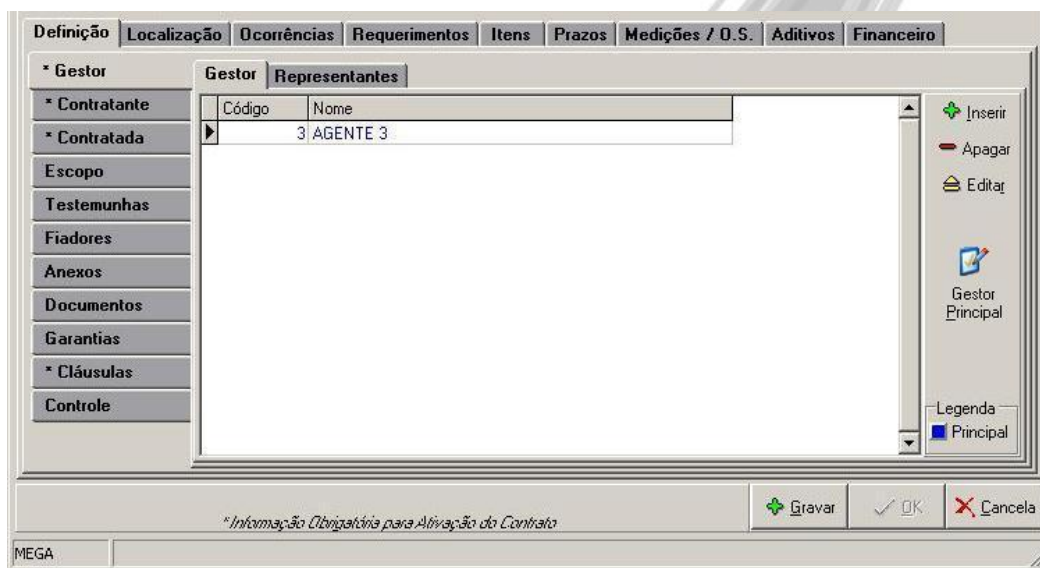 Definição Localização Ocorrências Requerimentos Itens Prazos Medições / O.S. Aditivos Financeiro
* Gestor
* Contratante
* Contratada
Escopo
Testemunhas
Fiadores
Anexos
Documentos
Garantias
* Cláusulas
Controle
Gestor Representantes
Código Nome
3 AGENTE 3
Inserir
Apagar
Editar
Gestor
Principal
Legenda
Principal
*Informação Obrigatória para Ativação do Contrato
Gravar OK Cancela
MEGA